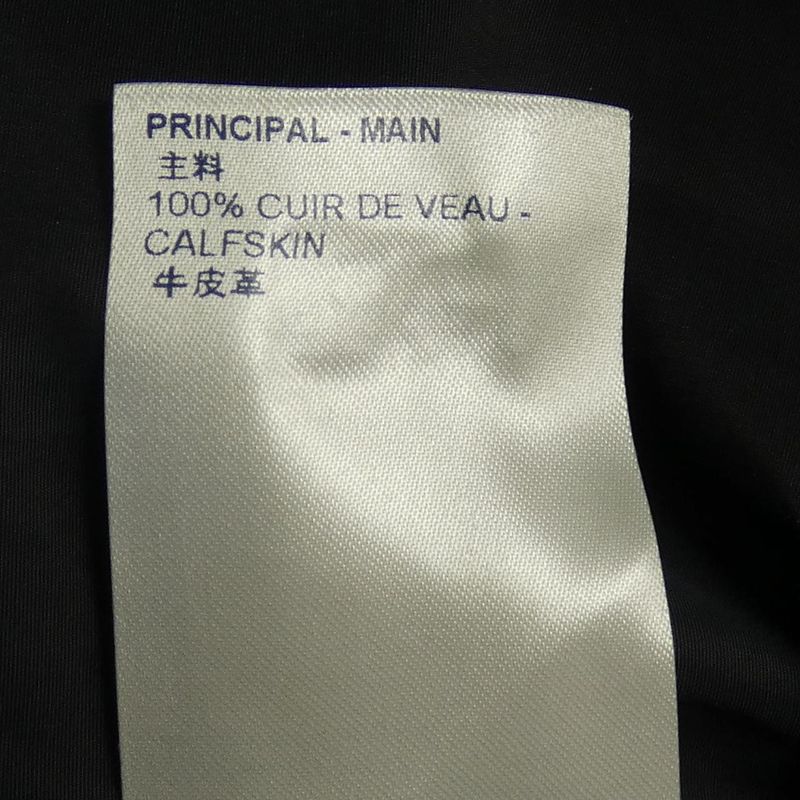 PRINCIPAL - MAIN
主料
100% CUIR DE VEAU -
CALFSKIN
牛皮革